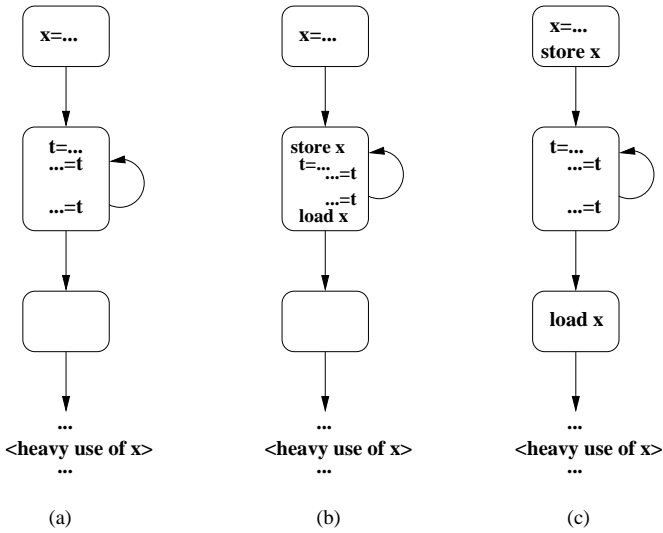 x=...
t=...
...=t
...=t
...
<heavy use of x>
...
(a)
x=...
store x
t=...
...=t
...=t
load x
...
<heavy use of x>
...
(b)
x=...
store x
t=...
...=t
...=t
load x
...
<heavy use of x>
...
(c)